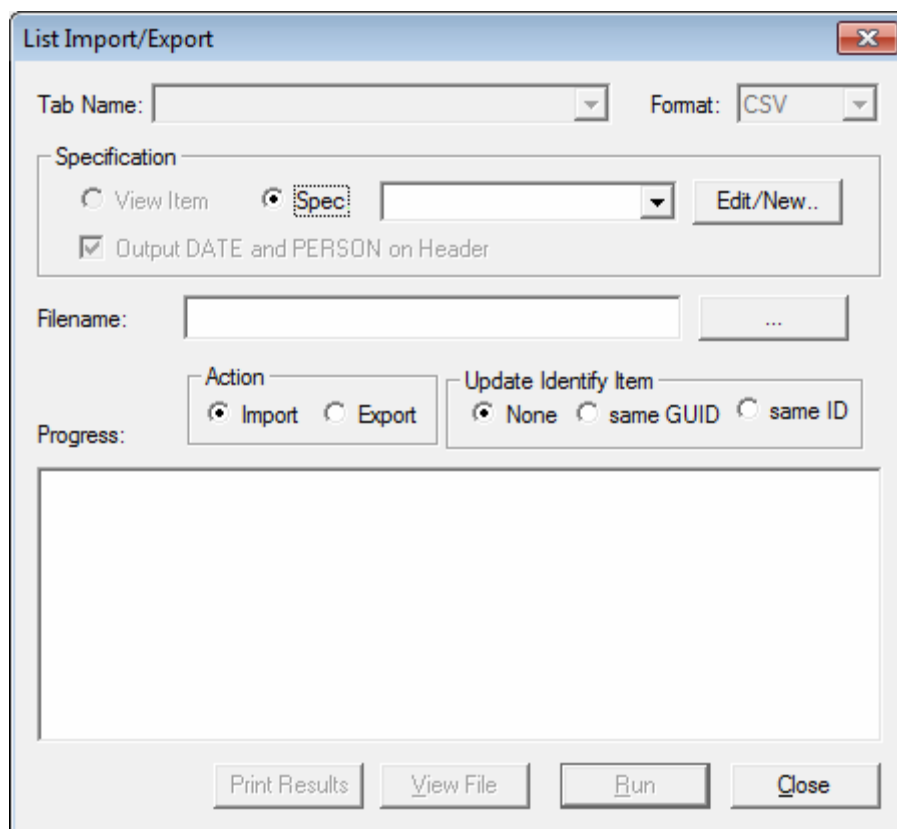 List Import/Export
Tab Name: Format: CSV
Specification
View Item Spec Edit/New..
Output DATE and PERSON on Header
Filename: ...
Action Update Identify Item
Import Export None same GUID same ID
Progress:
Print Results View File Run Close